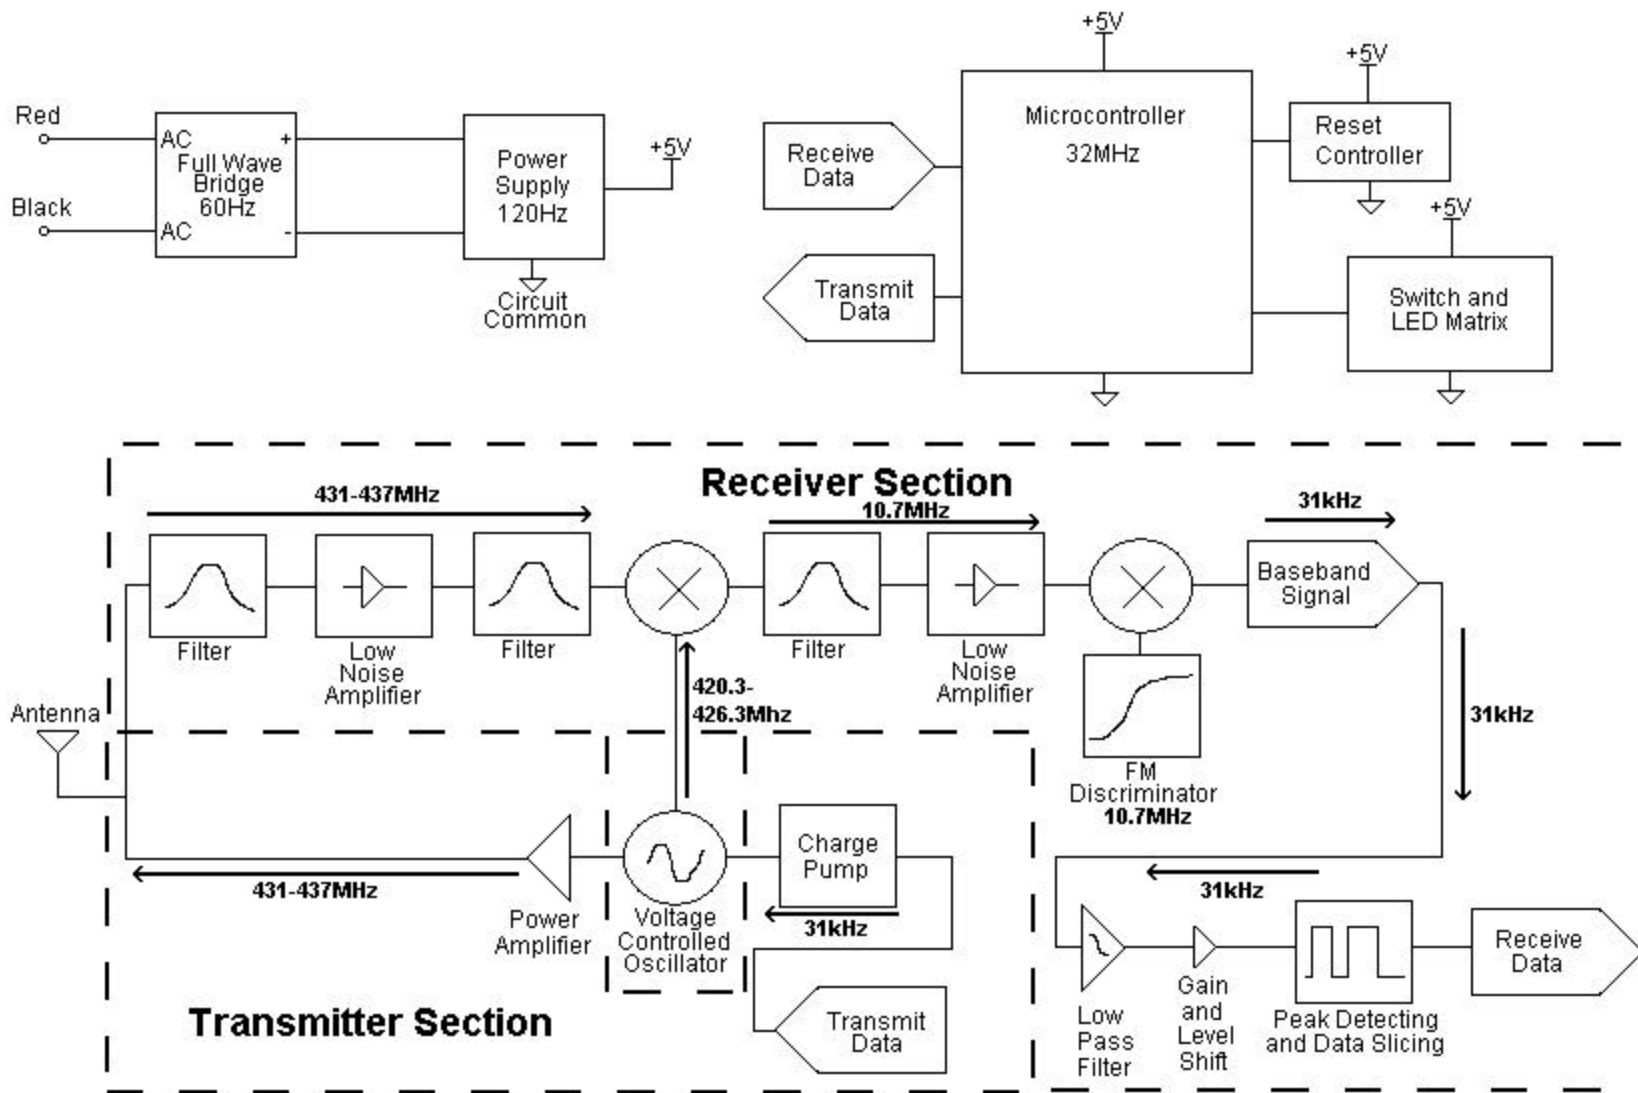 Red
AC
+
Full Wave
Bridge
60Hz
Black
AC
-
Power
Supply
120Hz
+5V
Circuit
Common
+5V
Microcontroller
32MHz
Receive
Data
Transmit
Data
+5V
Reset
Controller
+5V
Switch and
LED Matrix
Receiver Section
431-437MHz
10.7MHz
31kHz
Filter
Low
Noise
Amplifier
Filter
Filter
Low
Noise
Amplifier
Baseband
Signal
420.3-
426.3Mhz
FM
Discriminator
10.7MHz
31kHz
Antenna
431-437MHz
Power
Amplifier
Voltage
Controlled
Oscillator
Charge
Pump
31kHz
31kHz
Transmitter Section
Transmit
Data
Low
Pass
Filter
Gain
and
Level
Shift
Peak Detecting
and Data Slicing
Receive
Data